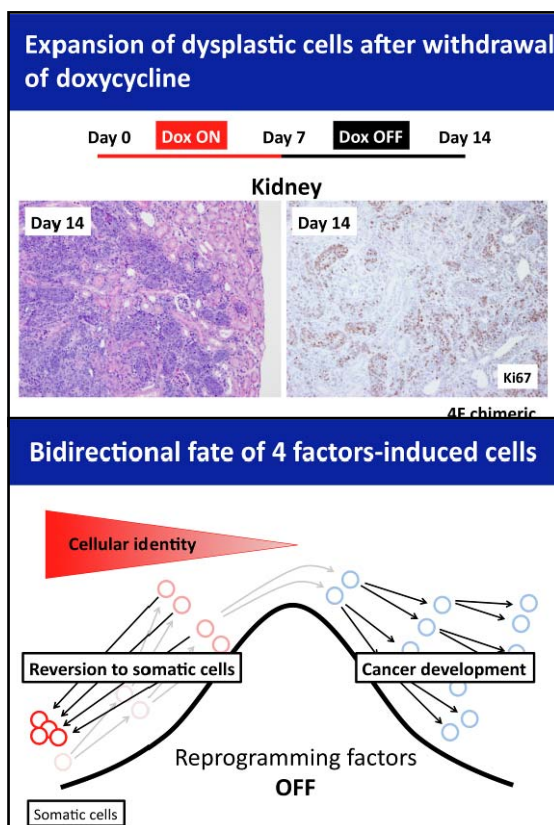 Expansion of dysplastic cells after withdrawal
of doxycycline
Day 0 Dox ON Day 7 Dox OFF Day 14
Kidney
Day 14 Day 14
Ki67
4F chimeric
Bidirectional fate of 4 factors-induced cells
Cellular identity
Reversion to somatic cells Cancer development
Reprogramming factors
OFF
Somatic cells